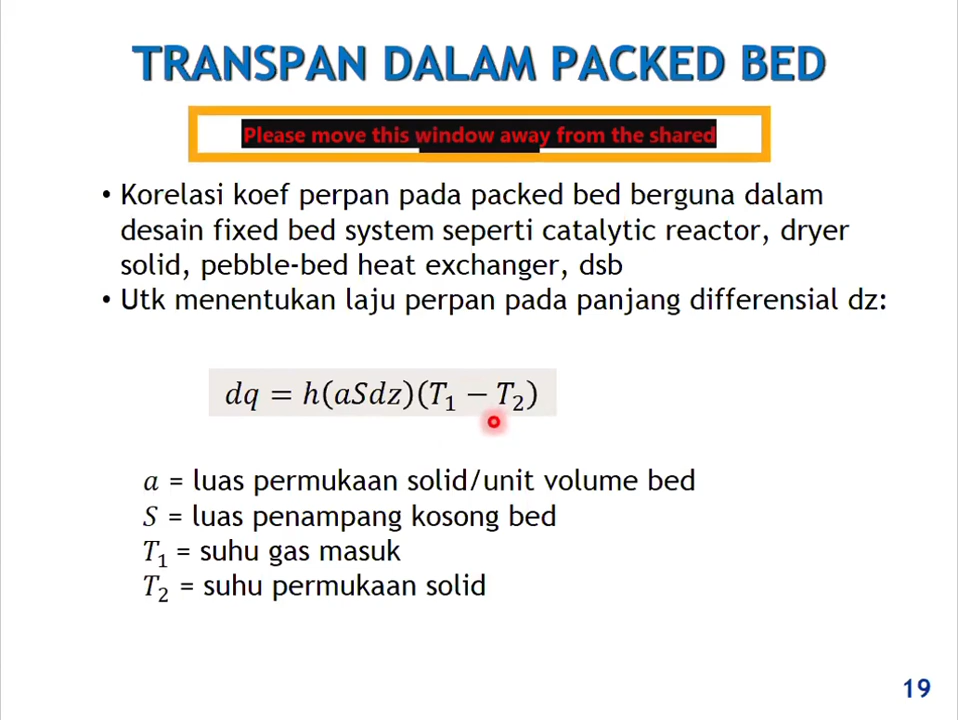 TRANSPAN DALAM PACKED BED
Please move this window away from the shared
• Korelasi koef perpan pada packed bed berguna dalam
desain fixed bed system seperti catalytic reactor, dryer
solid, pebble-bed heat exchanger, dsb
• Utk menentukan laju perpan pada panjang differensial dz:
dq = h(aSdz)(T₁ − T₂)
a = luas permukaan solid/unit volume bed
S = luas penampang kosong bed
T₁ = suhu gas masuk
T₂ = suhu permukaan solid
19